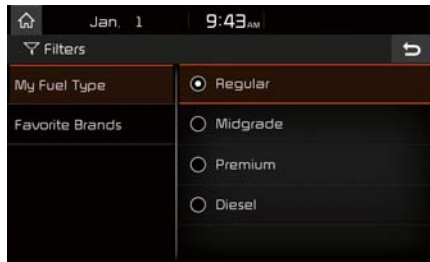 Jan. 1 9:43AM
Filters
My Fuel Type
Favorite Brands
Regular
Midgrade
Premium
Diesel